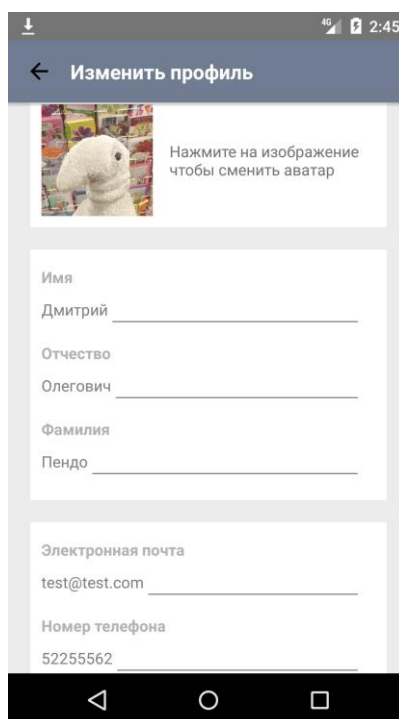 4G 2:45
Изменить профиль
Нажмите на изображение
чтобы сменить аватар
Имя
Дмитрий
Отчество
Олегович
Фамилия
Пендо
Электронная почта
test@test.com
Номер телефона
52255562